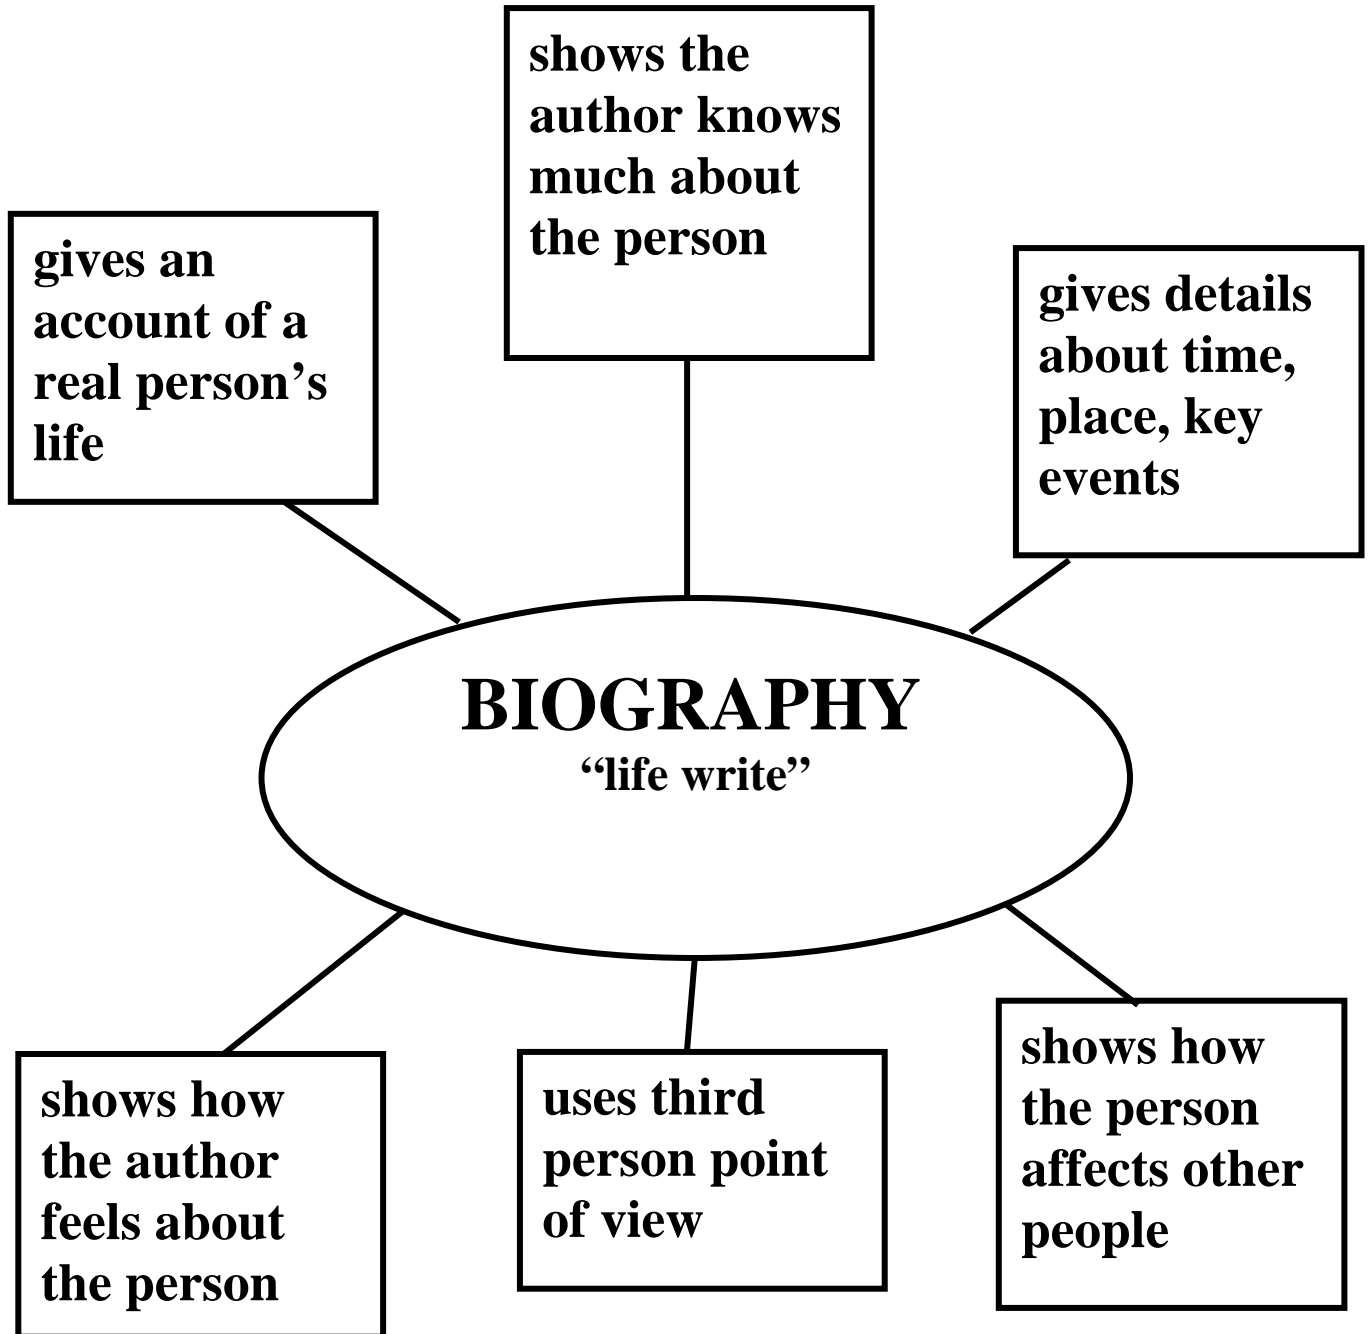 shows the
author knows
much about
the person
gives an
account of a
real person’s
life
gives details
about time,
place, key
events
BIOGRAPHY
“life write”
shows how
the author
feels about
the person
uses third
person point
of view
shows how
the person
affects other
people